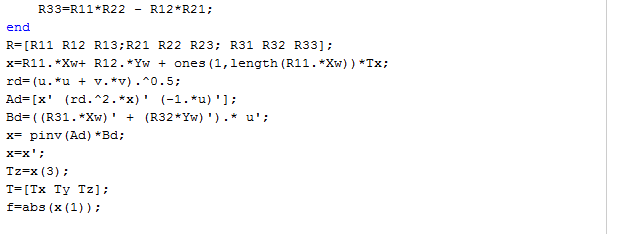 R33=R11*R22 - R12*R21;
end
R=[R11 R12 R13;R21 R22 R23; R31 R32 R33];
x=R11.*Xw+ R12.*Yw + ones(1,length(R11.*Xw))*Tx;
rd=(u.*u + v.*v).^0.5;
Ad=[x' (rd.^2.*x)' (-1.*u)'];
Bd=((R31.*Xw)' + (R32*Yw)').* u';
x= pinv(Ad)*Bd;
x=x';
Tz=x(3);
T=[Tx Ty Tz];
f=abs(x(1));